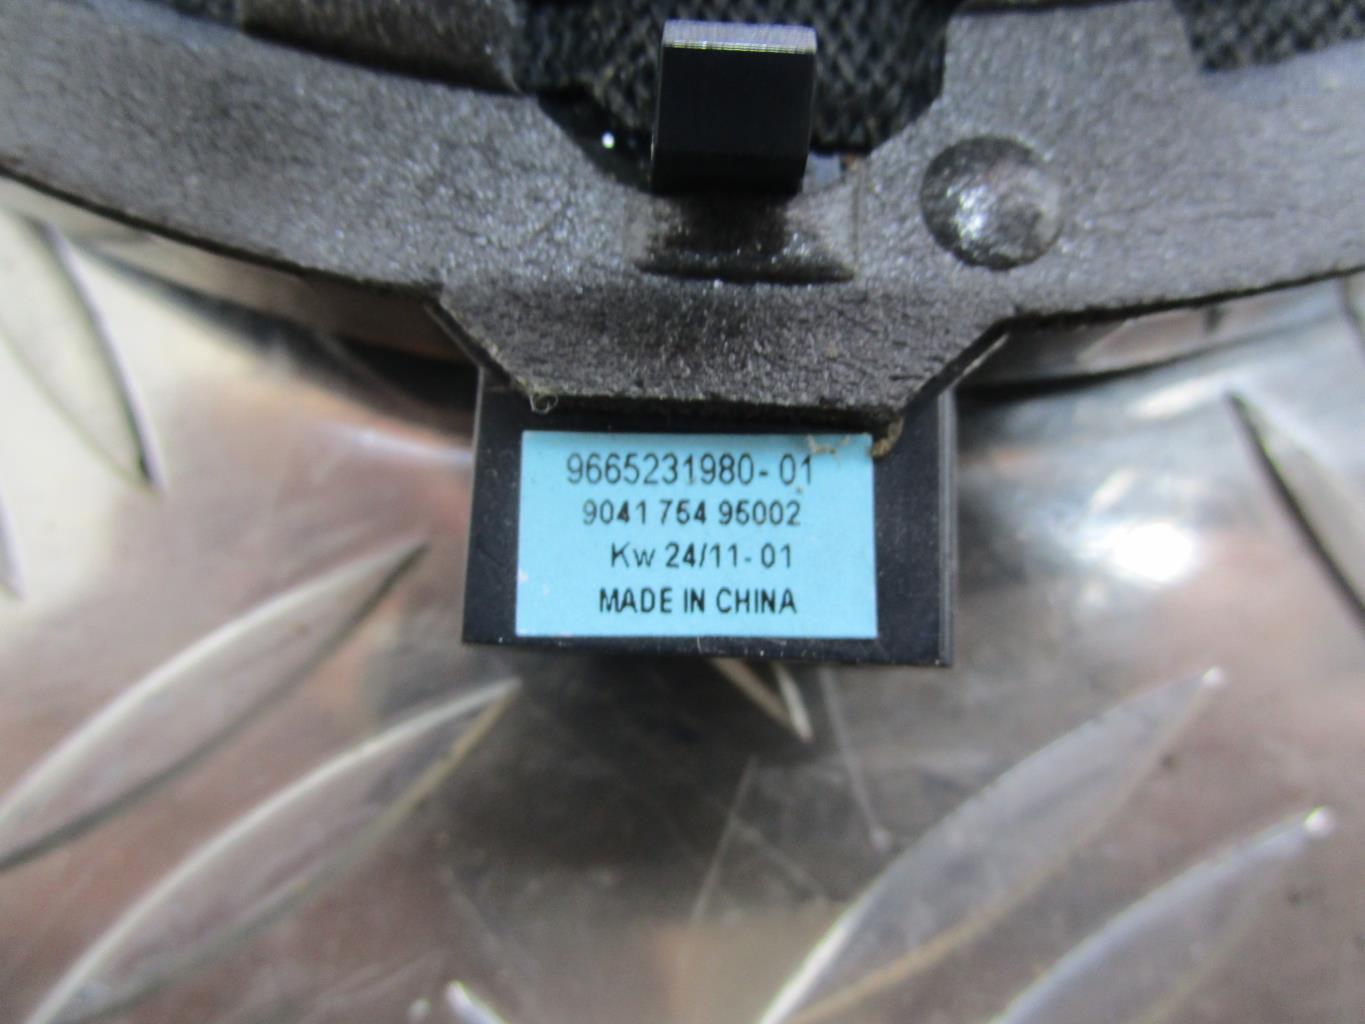 9665231980-01
9041 754 95002
Kw 24/11-01
MADE IN CHINA